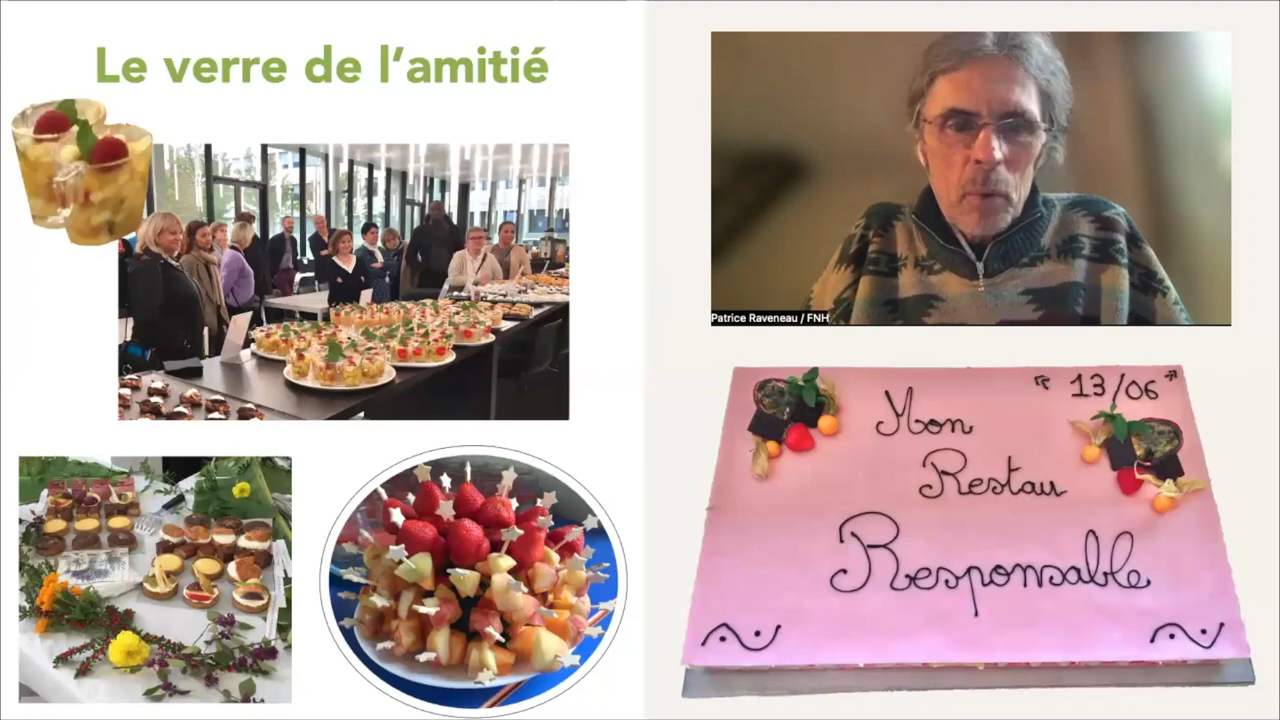 Le verre de l'amitié
Patrice Raveneau / FNH
"13/06"
Mon
Restau
Responsable